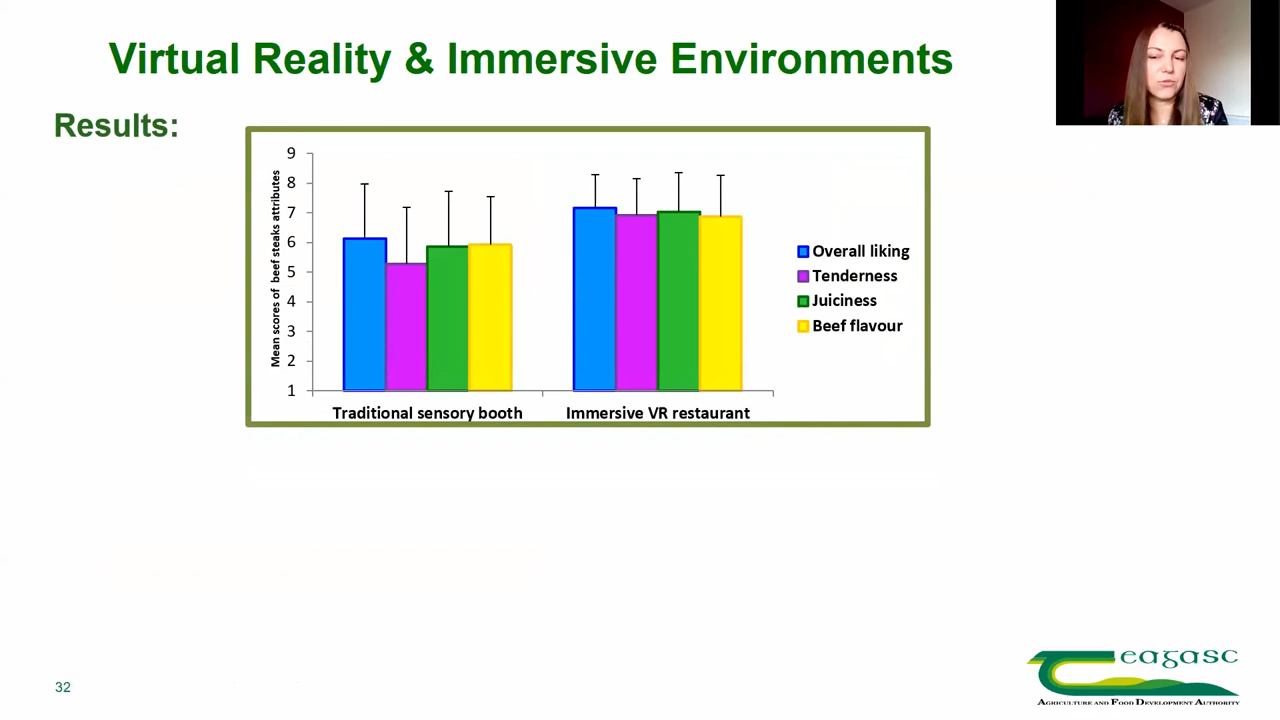 Virtual Reality & Immersive Environments
Results:
Mean scores of beef steaks attributes
9
8
7
6
5
4
3
2
1
Traditional sensory booth
Immersive VR restaurant
Overall liking
Tenderness
Juiciness
Beef flavour
32
eagasc
Agriculture and Food Development Authority